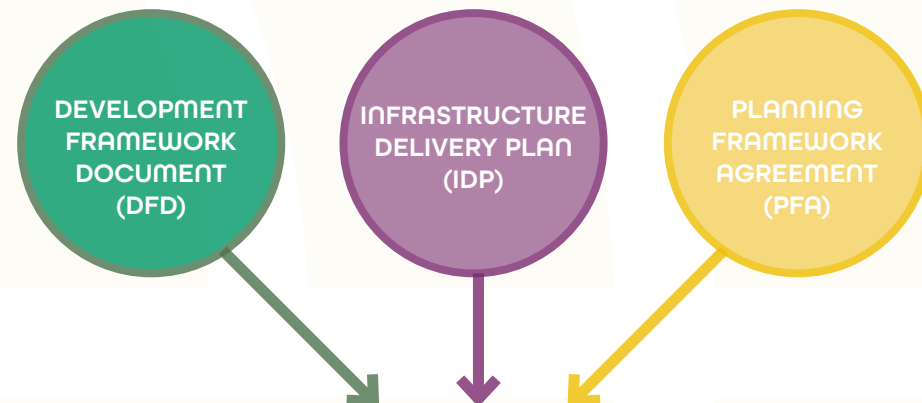 DEVELOPMENT
FRAMEWORK
DOCUMENT
(DFD)
INFRASTRUCTURE
DELIVERY PLAN
(IDP)
PLANNING
FRAMEWORK
AGREEMENT
(PFA)